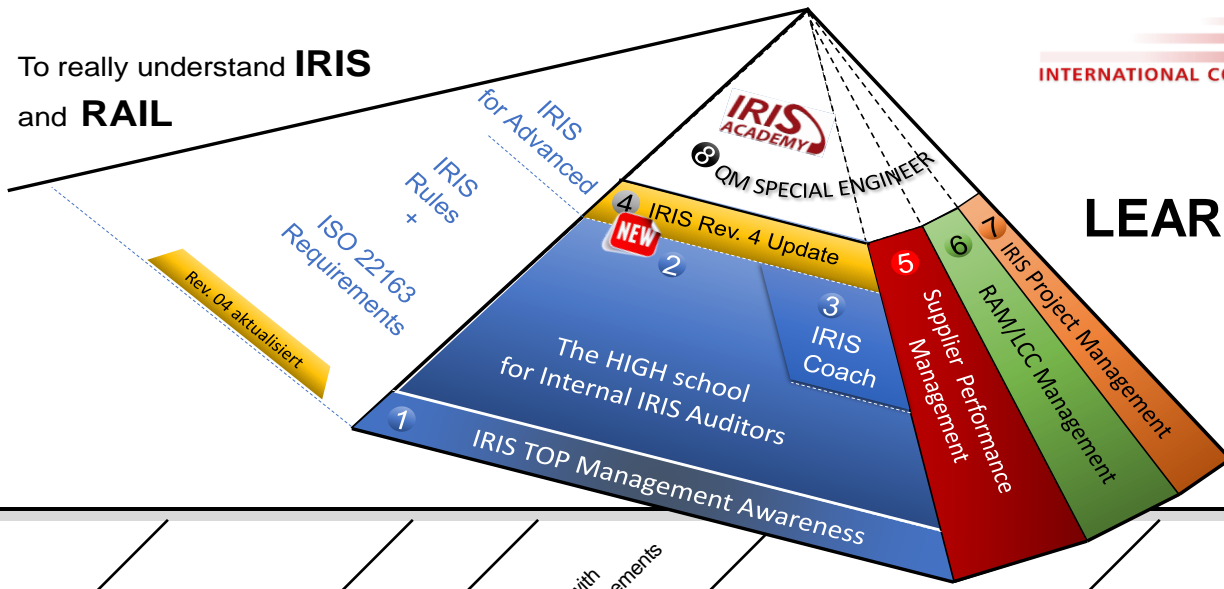 To really understand IRIS
and RAIL
INTERNATIONAL
LEAR
IRIS
for Advanced
IRIS
Rules
+
ISO 22163
Requirements
Rev. 04 aktualisiert
IRIS
ACADEMY
8 QM SPECIAL ENGINEER
4 IRIS Rev. 4 Update
NEW
2
The HIGH school
for Internal IRIS Auditors
3
IRIS
Coach
1
IRIS TOP Management Awareness
5
Supplier Performance
Management
6
RAM/LCC Management
7
IRIS Project Management
with